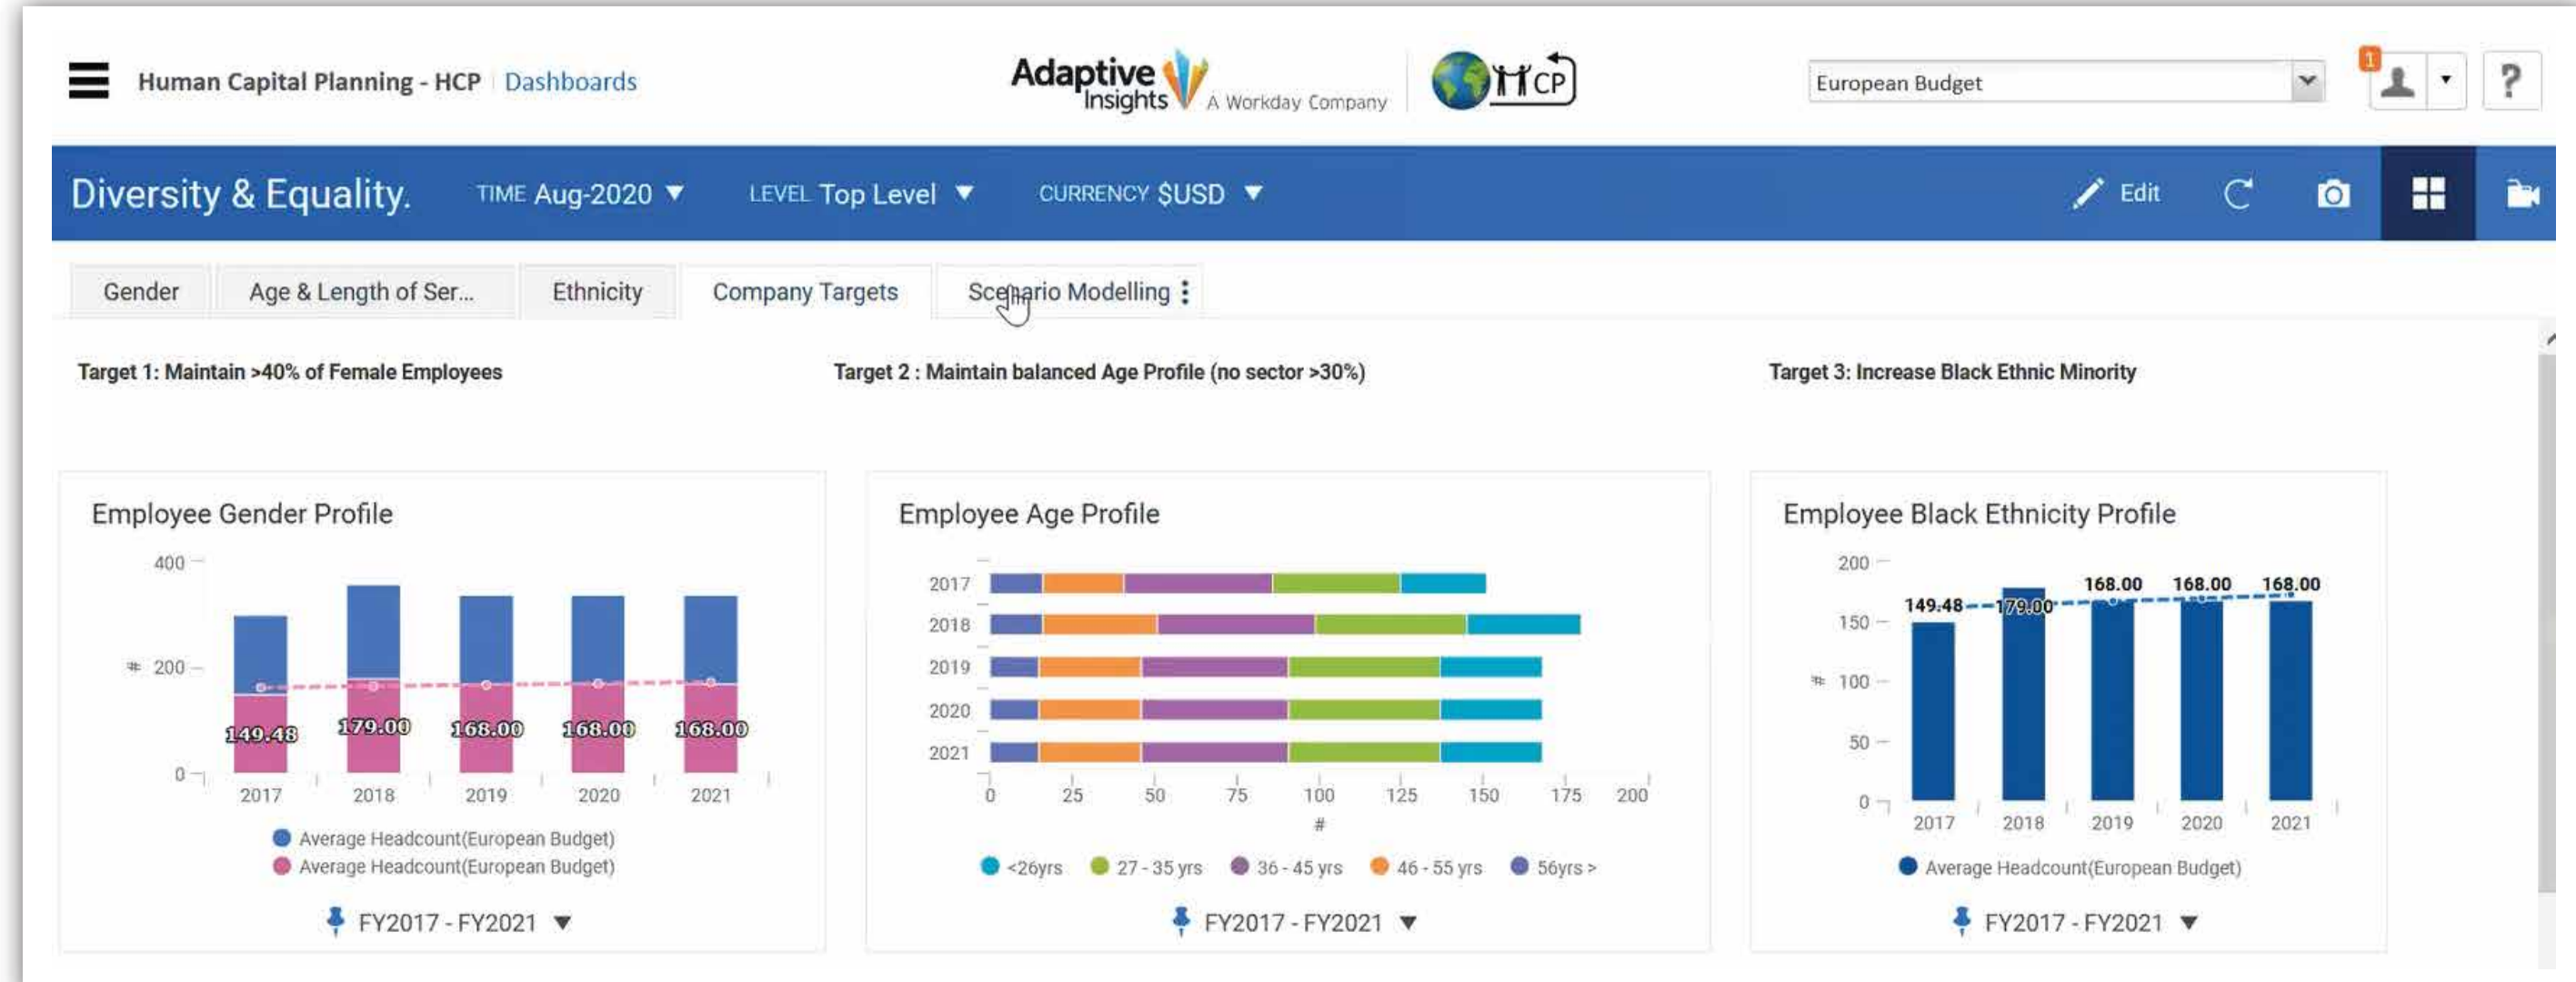 Human Capital Planning - HCP Dashboards
Adaptive
Insights
A Workday Company
CP
European Budget
1
?
Diversity & Equality.
TIME Aug-2020
LEVEL Top Level
CURRENCY $USD
Edit
Gender
Age & Length of Ser...
Ethnicity
Company Targets
Scenario Modelling
Target 1: Maintain >40% of Female Employees
Target 2 : Maintain balanced Age Profile (no sector >30%)
Target 3: Increase Black Ethnic Minority
Employee Gender Profile
400
# 200
0
149.48 179.00 168.00 168.00 168.00
2017 2018 2019 2020 2021
Average Headcount(European Budget)
Average Headcount(European Budget)
FY2017 - FY2021
Employee Age Profile
2017
2018
2019
2020
2021
0 25 50 75 100 125 150 175 200
#
<26yrs 27 - 35 yrs 36 - 45 yrs 46 - 55 yrs 56yrs >
FY2017 - FY2021
Employee Black Ethnicity Profile
200
150
# 100
50
0
149.48 179.00 168.00 168.00 168.00
2017 2018 2019 2020 2021
Average Headcount(European Budget)
FY2017 - FY2021